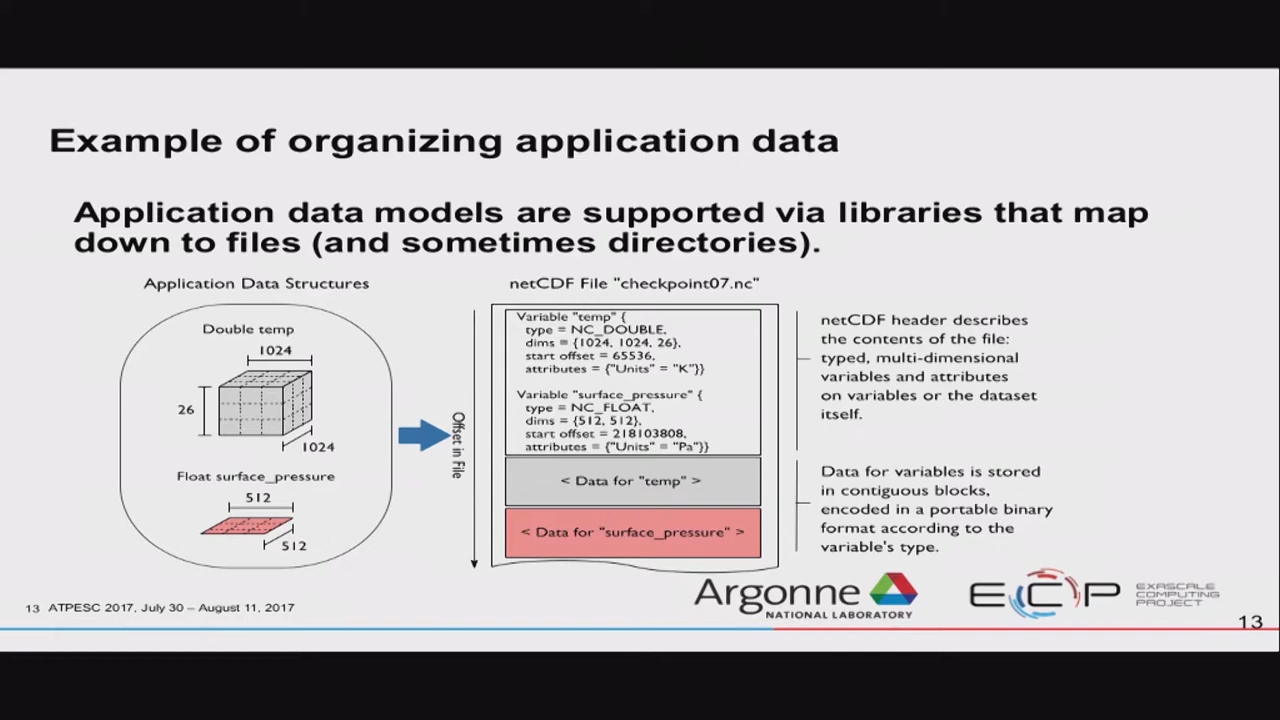 Example of organizing application data
Application data models are supported via libraries that map
down to files (and sometimes directories).
Application Data Structures
Double temp
1024
26
1024
Float surface_pressure
512
512
netCDF File "checkpoint07.nc"
Offset in File
Variable "temp" {
type = NC_DOUBLE,
dims = {1024, 1024, 26},
start offset = 65536,
attributes = {"Units" = "K"}}
Variable "surface_pressure" {
type = NC_FLOAT,
dims = {512, 512},
start offset = 218103808,
attributes = {"Units" = "Pa"}}
< Data for "temp" >
< Data for "surface_pressure" >
netCDF header describes
the contents of the file:
typed, multi-dimensional
variables and attributes
on variables or the dataset
itself.
Data for variables is stored
in contiguous blocks,
encoded in a portable binary
format according to the
variable's type.
13 ATPESC 2017, July 30 – August 11, 2017
Argonne
NATIONAL LABORATORY
ECP
EXASCALE
COMPUTING
PROJECT
13